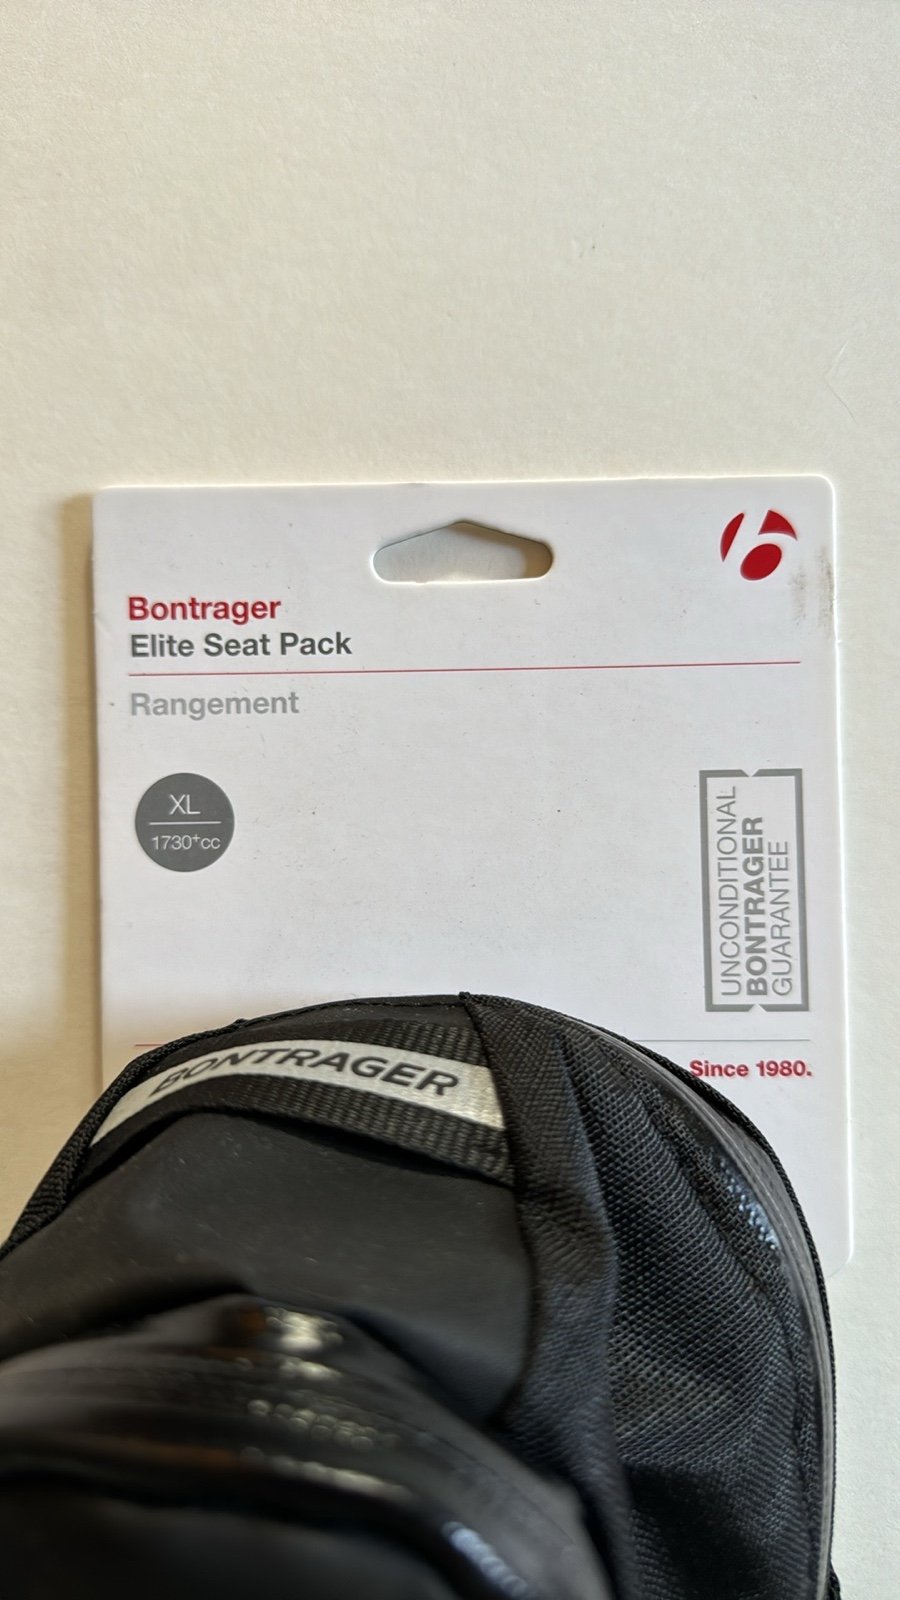 Bontrager
Elite Seat Pack
Rangement
XL
1730⁺cc
UNCONDITIONAL
BONTRAGER
GUARANTEE
Since 1980.
BONTRAGER